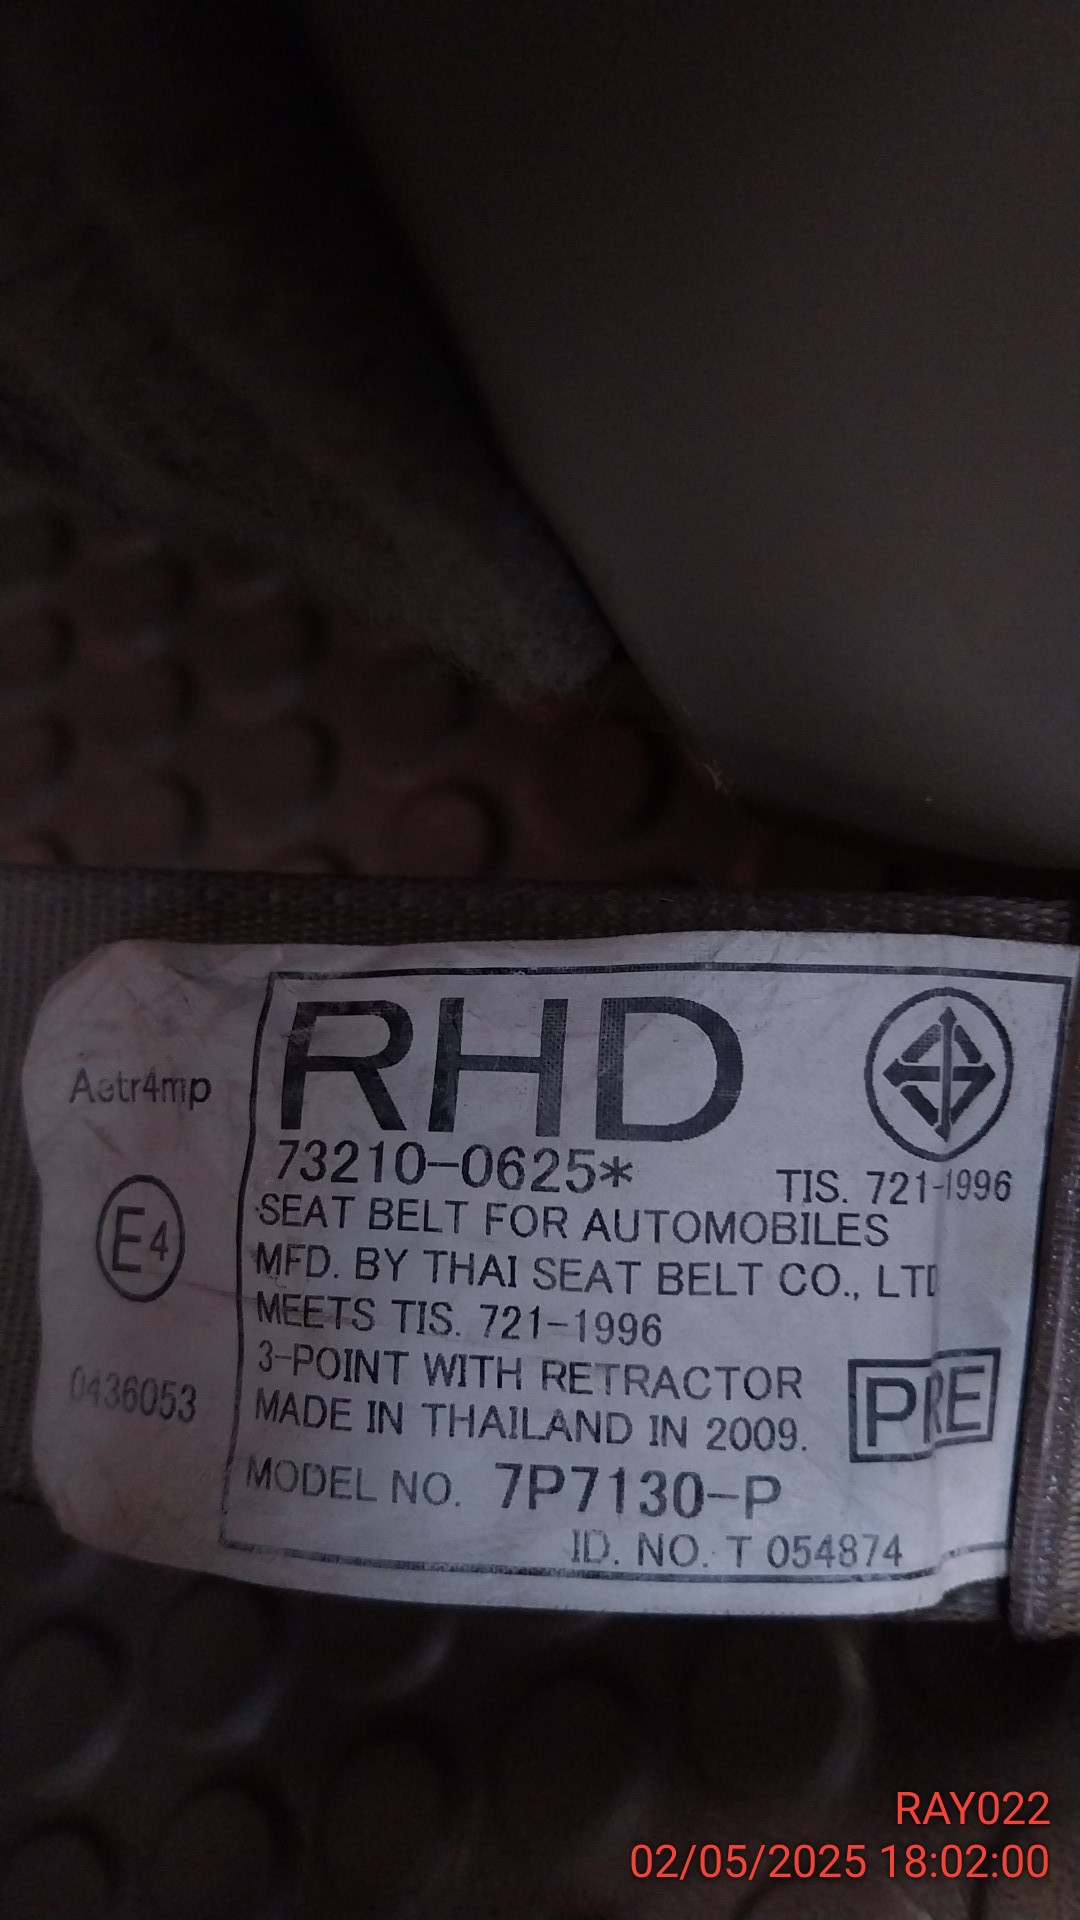 RHD
Aetr4mp
73210-0625*
TIS. 721-1996
SEAT BELT FOR AUTOMOBILES
E4
MFD. BY THAI SEAT BELT CO., LTD
MEETS TIS. 721-1996
3-POINT WITH RETRACTOR
0436053
MADE IN THAILAND IN 2009.
PRE
MODEL NO. 7P7130-P
ID. NO. T 054874
RAY022
02/05/2025 18:02:00